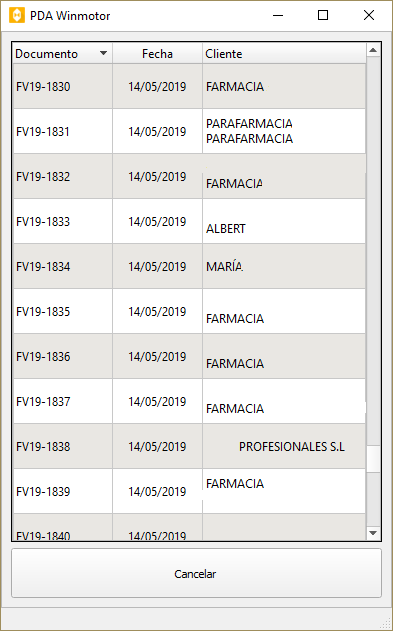 PDA Winmotor
Documento Fecha Cliente
FV19-1830 14/05/2019 FARMACIA
FV19-1831 14/05/2019 PARAFARMACIA
PARAFARMACIA
FV19-1832 14/05/2019 FARMACIA
FV19-1833 14/05/2019 ALBERT
FV19-1834 14/05/2019 MARÍA
FV19-1835 14/05/2019 FARMACIA
FV19-1836 14/05/2019 FARMACIA
FV19-1837 14/05/2019 FARMACIA
FV19-1838 14/05/2019 PROFESIONALES S.L
FV19-1839 14/05/2019 FARMACIA
FV19-1840 14/05/2019
Cancelar